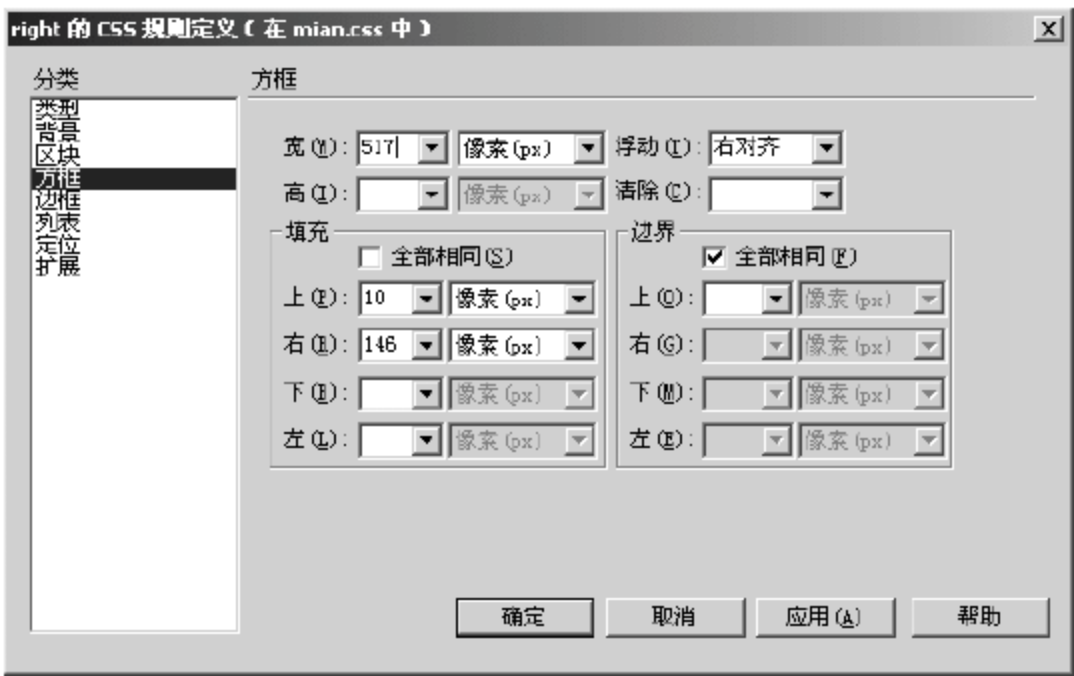 right 的 CSS 规则定义（在 mian.css 中）
分类
类型
背景
区块
方框
边框
列表
定位
扩展
方框
宽(W): 517 像素(px) 浮动(T): 右对齐
高(I): 像素(px) 清除(C):
填充
全部相同(S)
上(P): 10 像素(px)
右(R): 146 像素(px)
下(B): 像素(px)
左(L): 像素(px)
边界
全部相同(F)
上(O): 像素(px)
右(G): 像素(px)
下(M): 像素(px)
左(E): 像素(px)
确定 取消 应用(A) 帮助